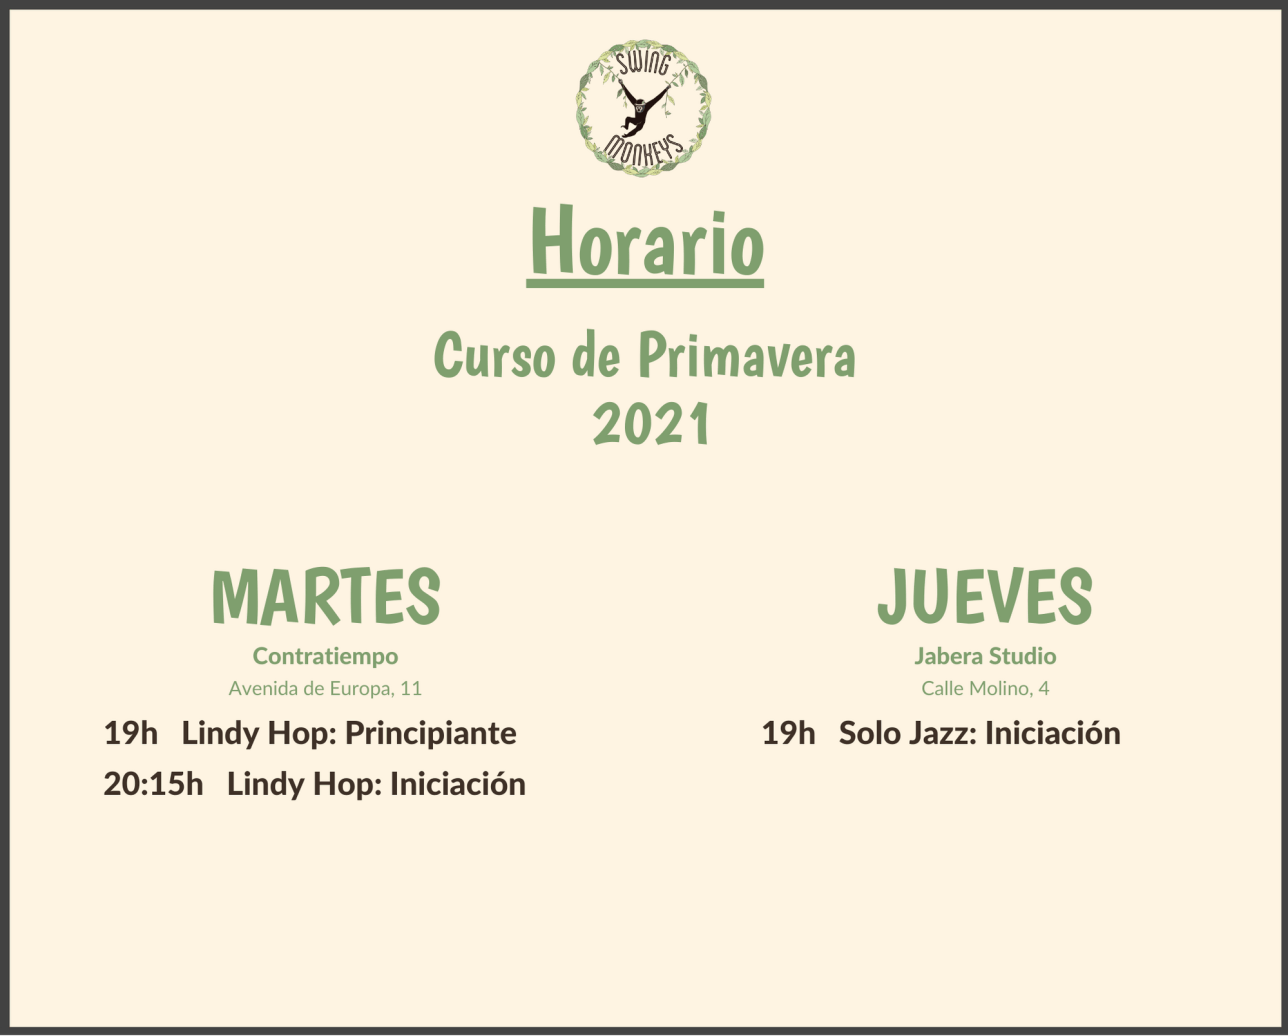 SWING
MONKEYS
Horario
Curso de Primavera
2021
MARTES
Contratiempo
Avenida de Europa, 11
19h Lindy Hop: Principiante
20:15h Lindy Hop: Iniciación
JUEVES
Jabera Studio
Calle Molino, 4
19h Solo Jazz: Iniciación